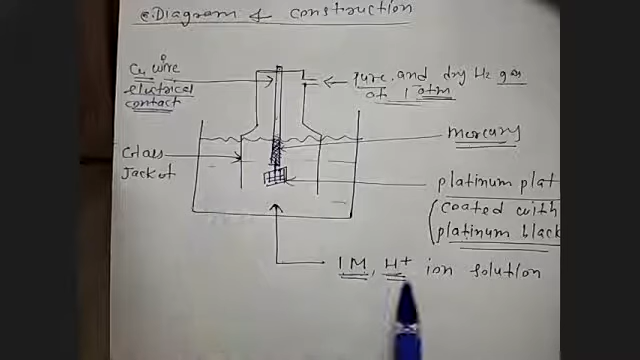 c. Diagram & construction
Cu wire
electrical
contact
pure and dry H2 gas
at 1 atm
mercury
Glass
Jacket
platinum plat
(coated with
platinum black
1M, H+ ion solution